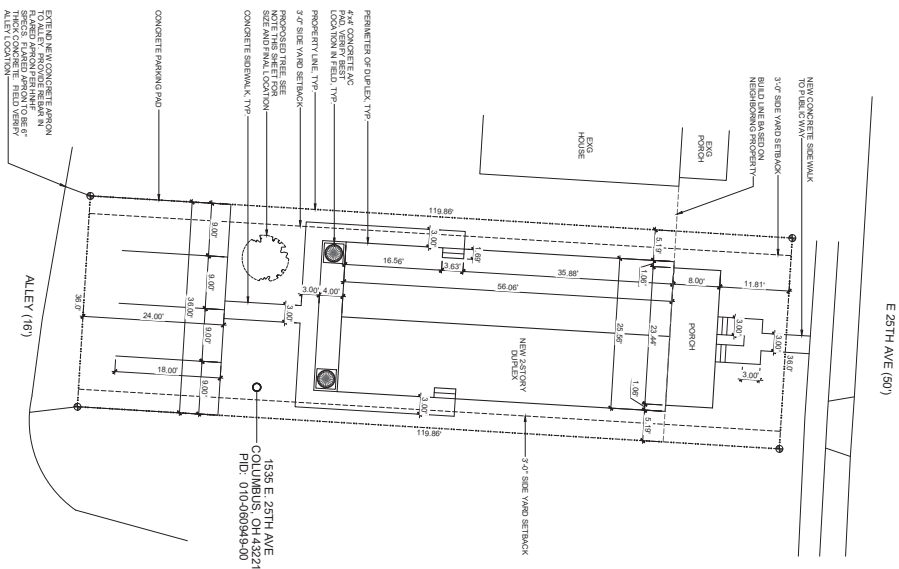 E 25TH AVE (50')
NEW CONCRETE SIDEWALK
TO PUBLIC WAY
3'-0" SIDE YARD SETBACK
BUILD LINE BASED ON
NEIGHBORING PROPERTY
EXG
PORCH
EXG
HOUSE
PERIMETER OF DUPLEX, TYP.
4'x4' CONCRETE A/C
PAD, VERIFY BEST
LOCATION IN FIELD, TYP.
PROPERTY LINE, TYP.
3'-0" SIDE YARD SETBACK
PROPOSED TREE, SEE
NOTE THIS SHEET FOR
SIZE AND FINAL LOCATION
CONCRETE SIDEWALK, TYP.
CONCRETE PARKING PAD
EXTEND NEW CONCRETE APRON
TO ALLEY. PROVIDE REBAR IN
FLARED APRON PER HNHF
SPECS. FLARED APRON TO BE 6"
THICK CONCRETE. FIELD VERIFY
ALLEY LOCATION
36.0'
11.81'
3.00'
3.00'
3.00'
8.00'
PORCH
5.19'
1.06'
23.44'
1.06'
5.19'
25.56'
119.86'
35.88'
56.06'
1.69'
3.63'
3.00'
16.56'
NEW 2-STORY
DUPLEX
3.00'
119.86'
3'-0" SIDE YARD SETBACK
4.00'
3.00'
3.00'
9.00'
9.00'
9.00'
9.00'
36.00'
24.00'
18.00'
36.0'
ALLEY (16')
1535 E. 25TH AVE
COLUMBUS, OH 43221
PID: 010-060949-00